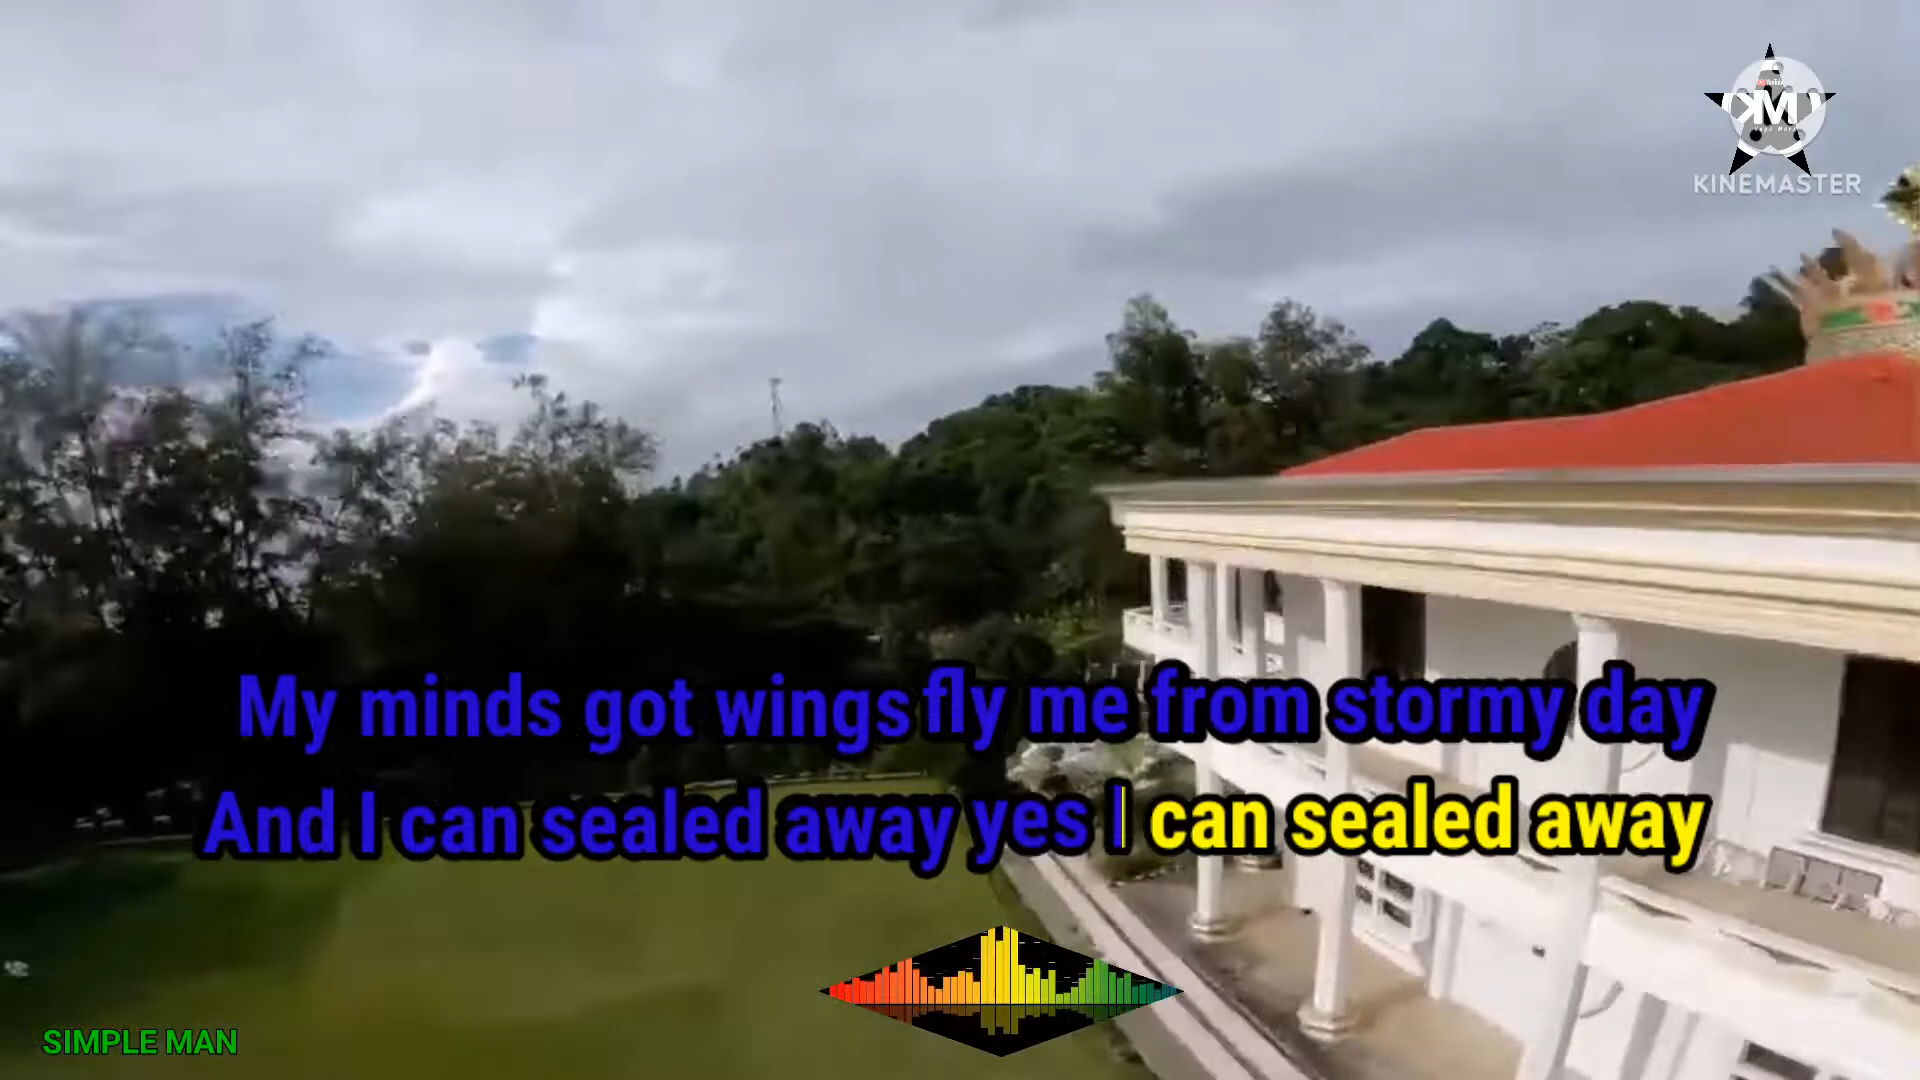 KM
KINEMASTER
My minds got wings fly me from stormy day
And I can sealed away yes I can sealed away
SIMPLE MAN